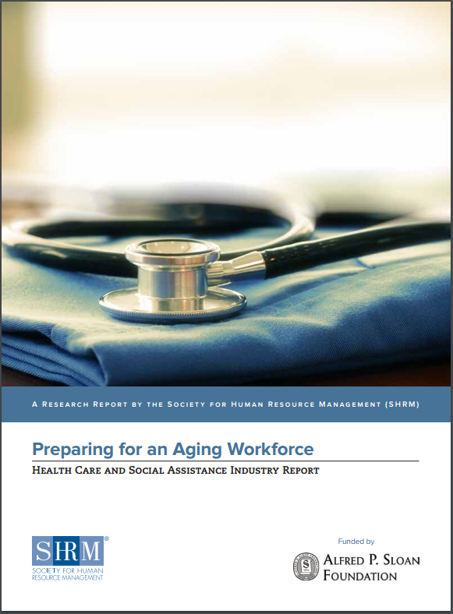 A Research Report by the Society for Human Resource Management (SHRM)
Preparing for an Aging Workforce
Health Care and Social Assistance Industry Report
SHRM®
SOCIETY FOR HUMAN
RESOURCE MANAGEMENT
Funded by
Alfred P. Sloan
Foundation